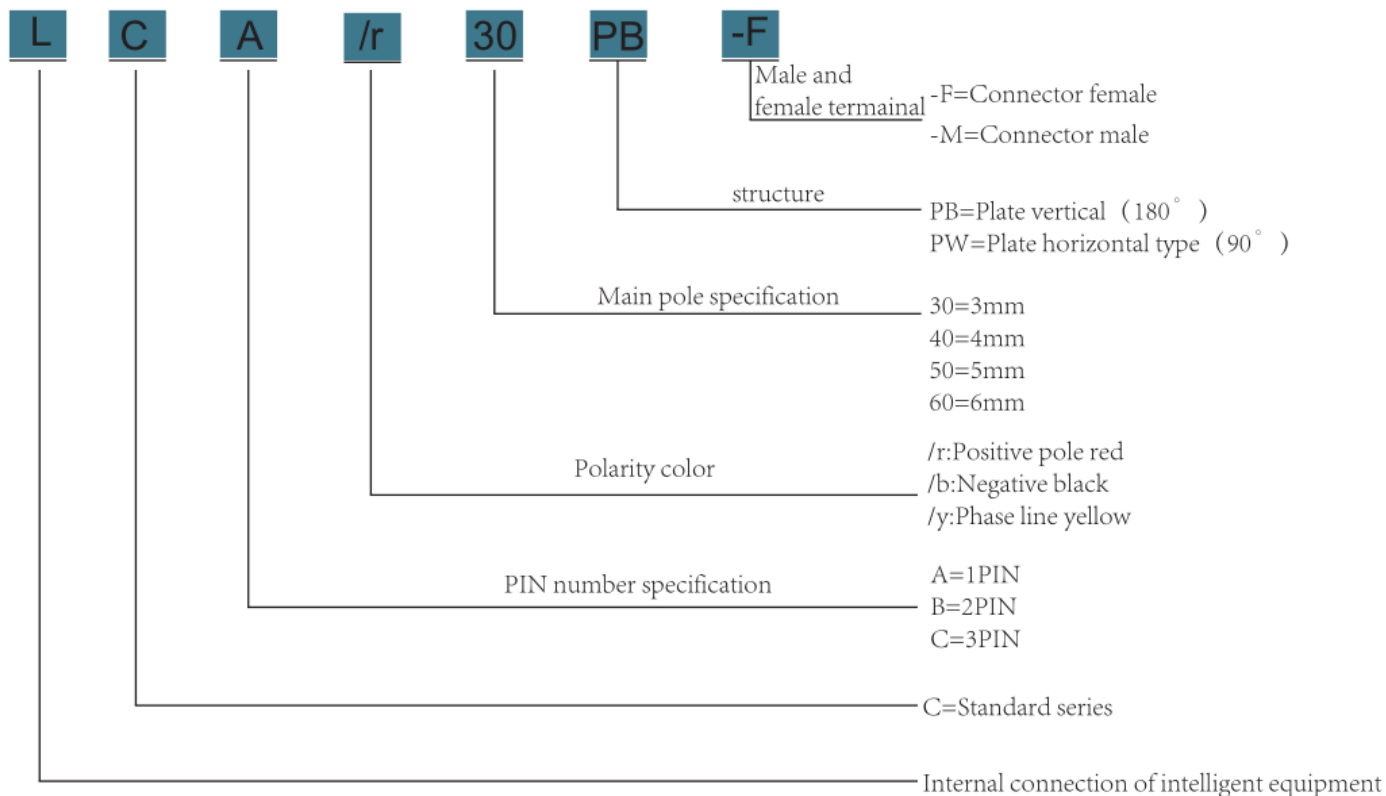 L C A /r 30 PB -F
Male and
female termainal
-F=Connector female
-M=Connector male
structure
PB=Plate vertical（180°）
PW=Plate horizontal type（90°）
Main pole specification
30=3mm
40=4mm
50=5mm
60=6mm
Polarity color
/r:Positive pole red
/b:Negative black
/y:Phase line yellow
PIN number specification
A=1PIN
B=2PIN
C=3PIN
C=Standard series
Internal connection of intelligent equipment